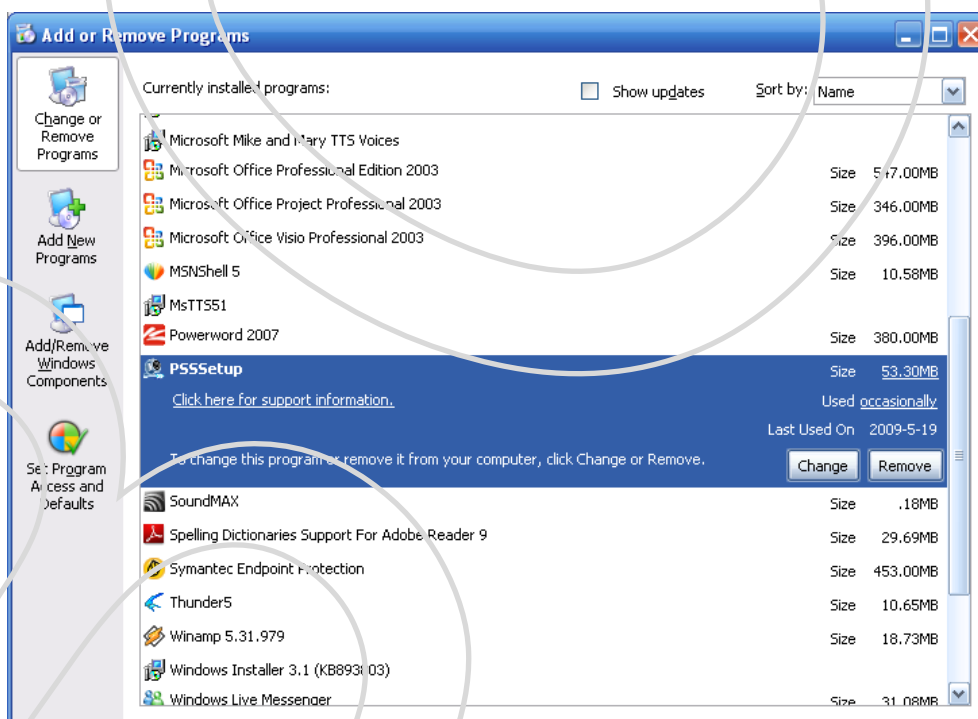 Add or Remove Programs
Change or
Remove
Programs
Add New
Programs
Add/Remove
Windows
Components
Set Program
Access and
Defaults
Currently installed programs:
Show updates
Sort by: Name
Microsoft Mike and Mary TTS Voices
Microsoft Office Professional Edition 2003 Size 547.00MB
Microsoft Office Project Professional 2003 Size 346.00MB
Microsoft Office Visio Professional 2003 Size 396.00MB
MSNShell 5 Size 10.58MB
MsTTS51
Powerword 2007 Size 380.00MB
PSSSetup Size 53.30MB
Click here for support information. Used occasionally
Last Used On 2009-5-19
To change this program or remove it from your computer, click Change or Remove. Change Remove
SoundMAX Size .18MB
Spelling Dictionaries Support For Adobe Reader 9 Size 29.69MB
Symantec Endpoint Protection Size 453.00MB
Thunder5 Size 10.65MB
Winamp 5.31.979 Size 18.73MB
Windows Installer 3.1 (KB893803)
Windows Live Messenger Size 31.08MB